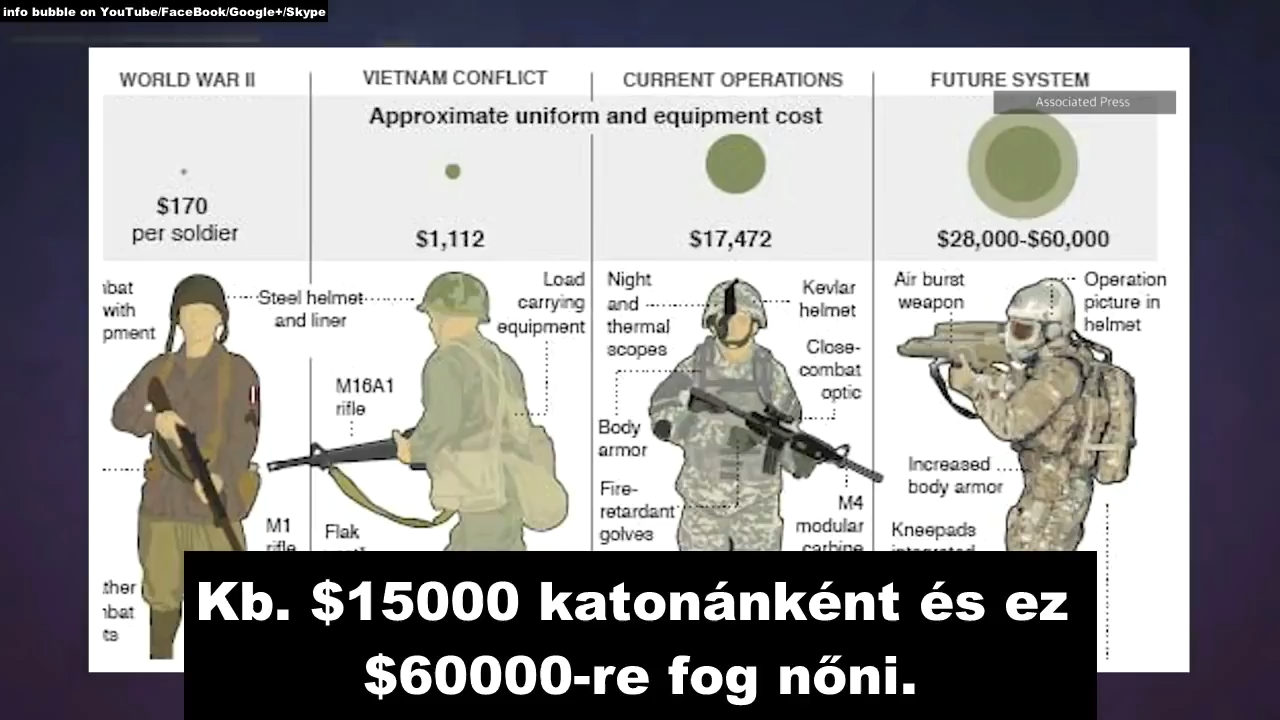 info bubble on YouTube/FaceBook/Google+/Skype
WORLD WAR II
VIETNAM CONFLICT
CURRENT OPERATIONS
FUTURE SYSTEM
Associated Press
Approximate uniform and equipment cost
$170
per soldier
$1,112
$17,472
$28,000-$60,000
with
Steel helmet
and liner
Load
carrying
equipment
M16A1
rifle
M1
rifle
Flak
Night
and
thermal
scopes
Kevlar
helmet
Close-
combat
optic
Body
armor
Fire-
retardant
golves
M4
modular
carbine
Air burst
weapon
Operation
picture in
helmet
Increased
body armor
Kneepads
integrated
Kb. $15000 katonánként és ez
$60000-re fog nőni.